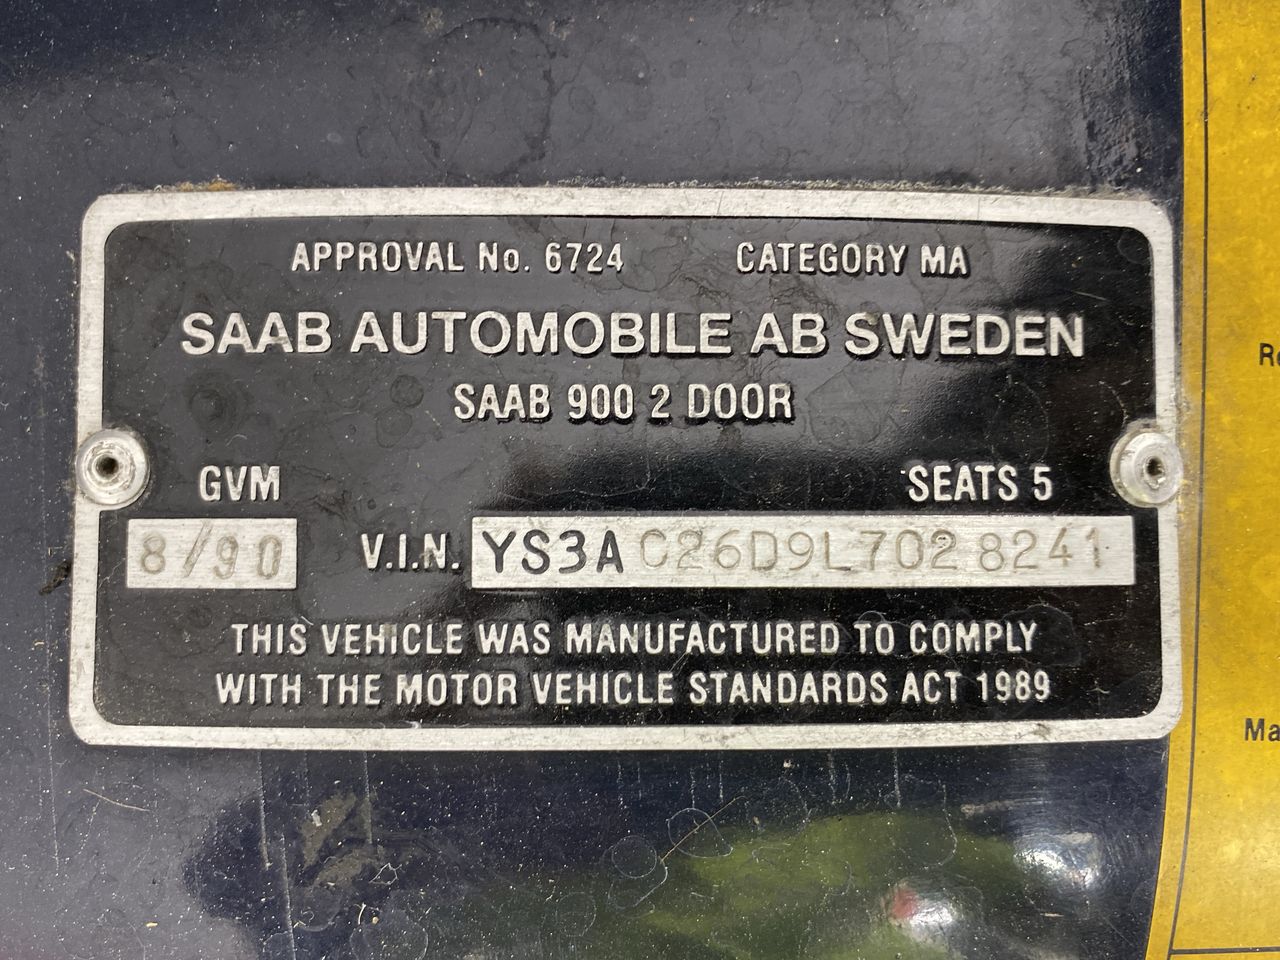 APPROVAL No. 6724 CATEGORY MA
SAAB AUTOMOBILE AB SWEDEN
SAAB 900 2 DOOR
GVM SEATS 5
8/90 V.I.N. YS3AC26D9L7028241
THIS VEHICLE WAS MANUFACTURED TO COMPLY
WITH THE MOTOR VEHICLE STANDARDS ACT 1989